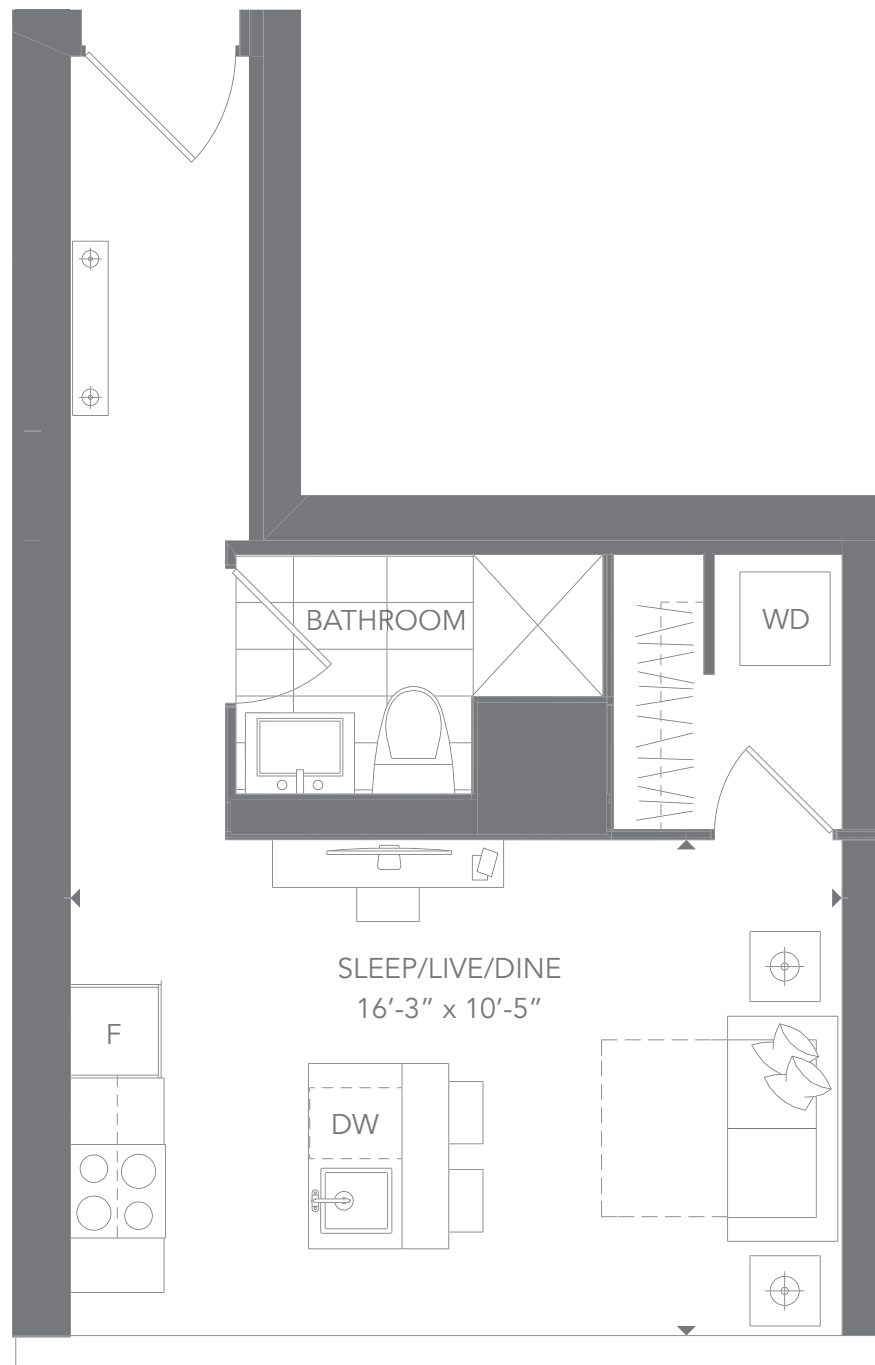 BATHROOM
WD
SLEEP/LIVE/DINE
16’-3” x 10’-5”
F
DW